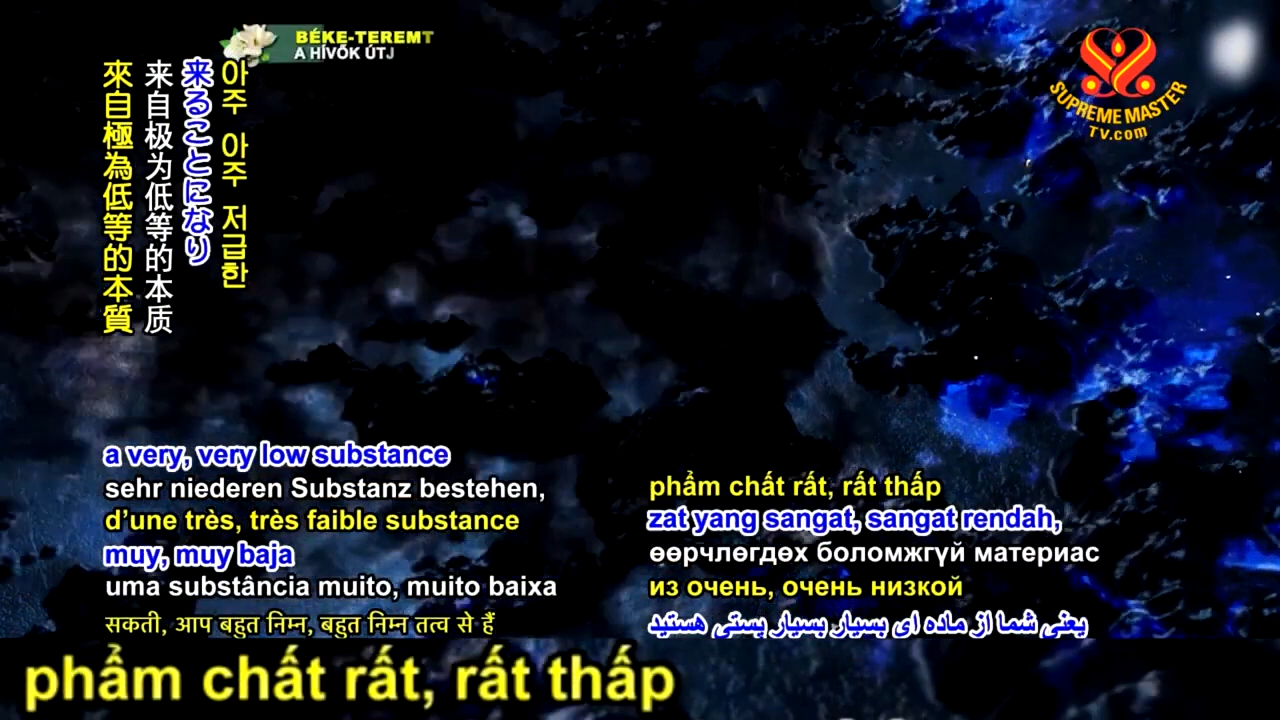 BÉKE-TEREMT
A HÍVŐK ÚTJ
SUPREME MASTER
TV.com
아주 아주 저급한
来ることになり
来自极为低等的本质
來自極為低等的本質
a very, very low substance
sehr niederen Substanz bestehen,
d’une très, très faible substance
muy, muy baja
uma substância muito, muito baixa
सकती, आप बहुत निम्न, बहुत निम्न तत्व से हैं
phẩm chất rất, rất thấp
zat yang sangat, sangat rendah,
өөрчлөгдөх боломжгүй материас
из очень, очень низкой
یعنی شما از ماده ای بسیار بسیار پستی هستید
phẩm chất rất, rất thấp